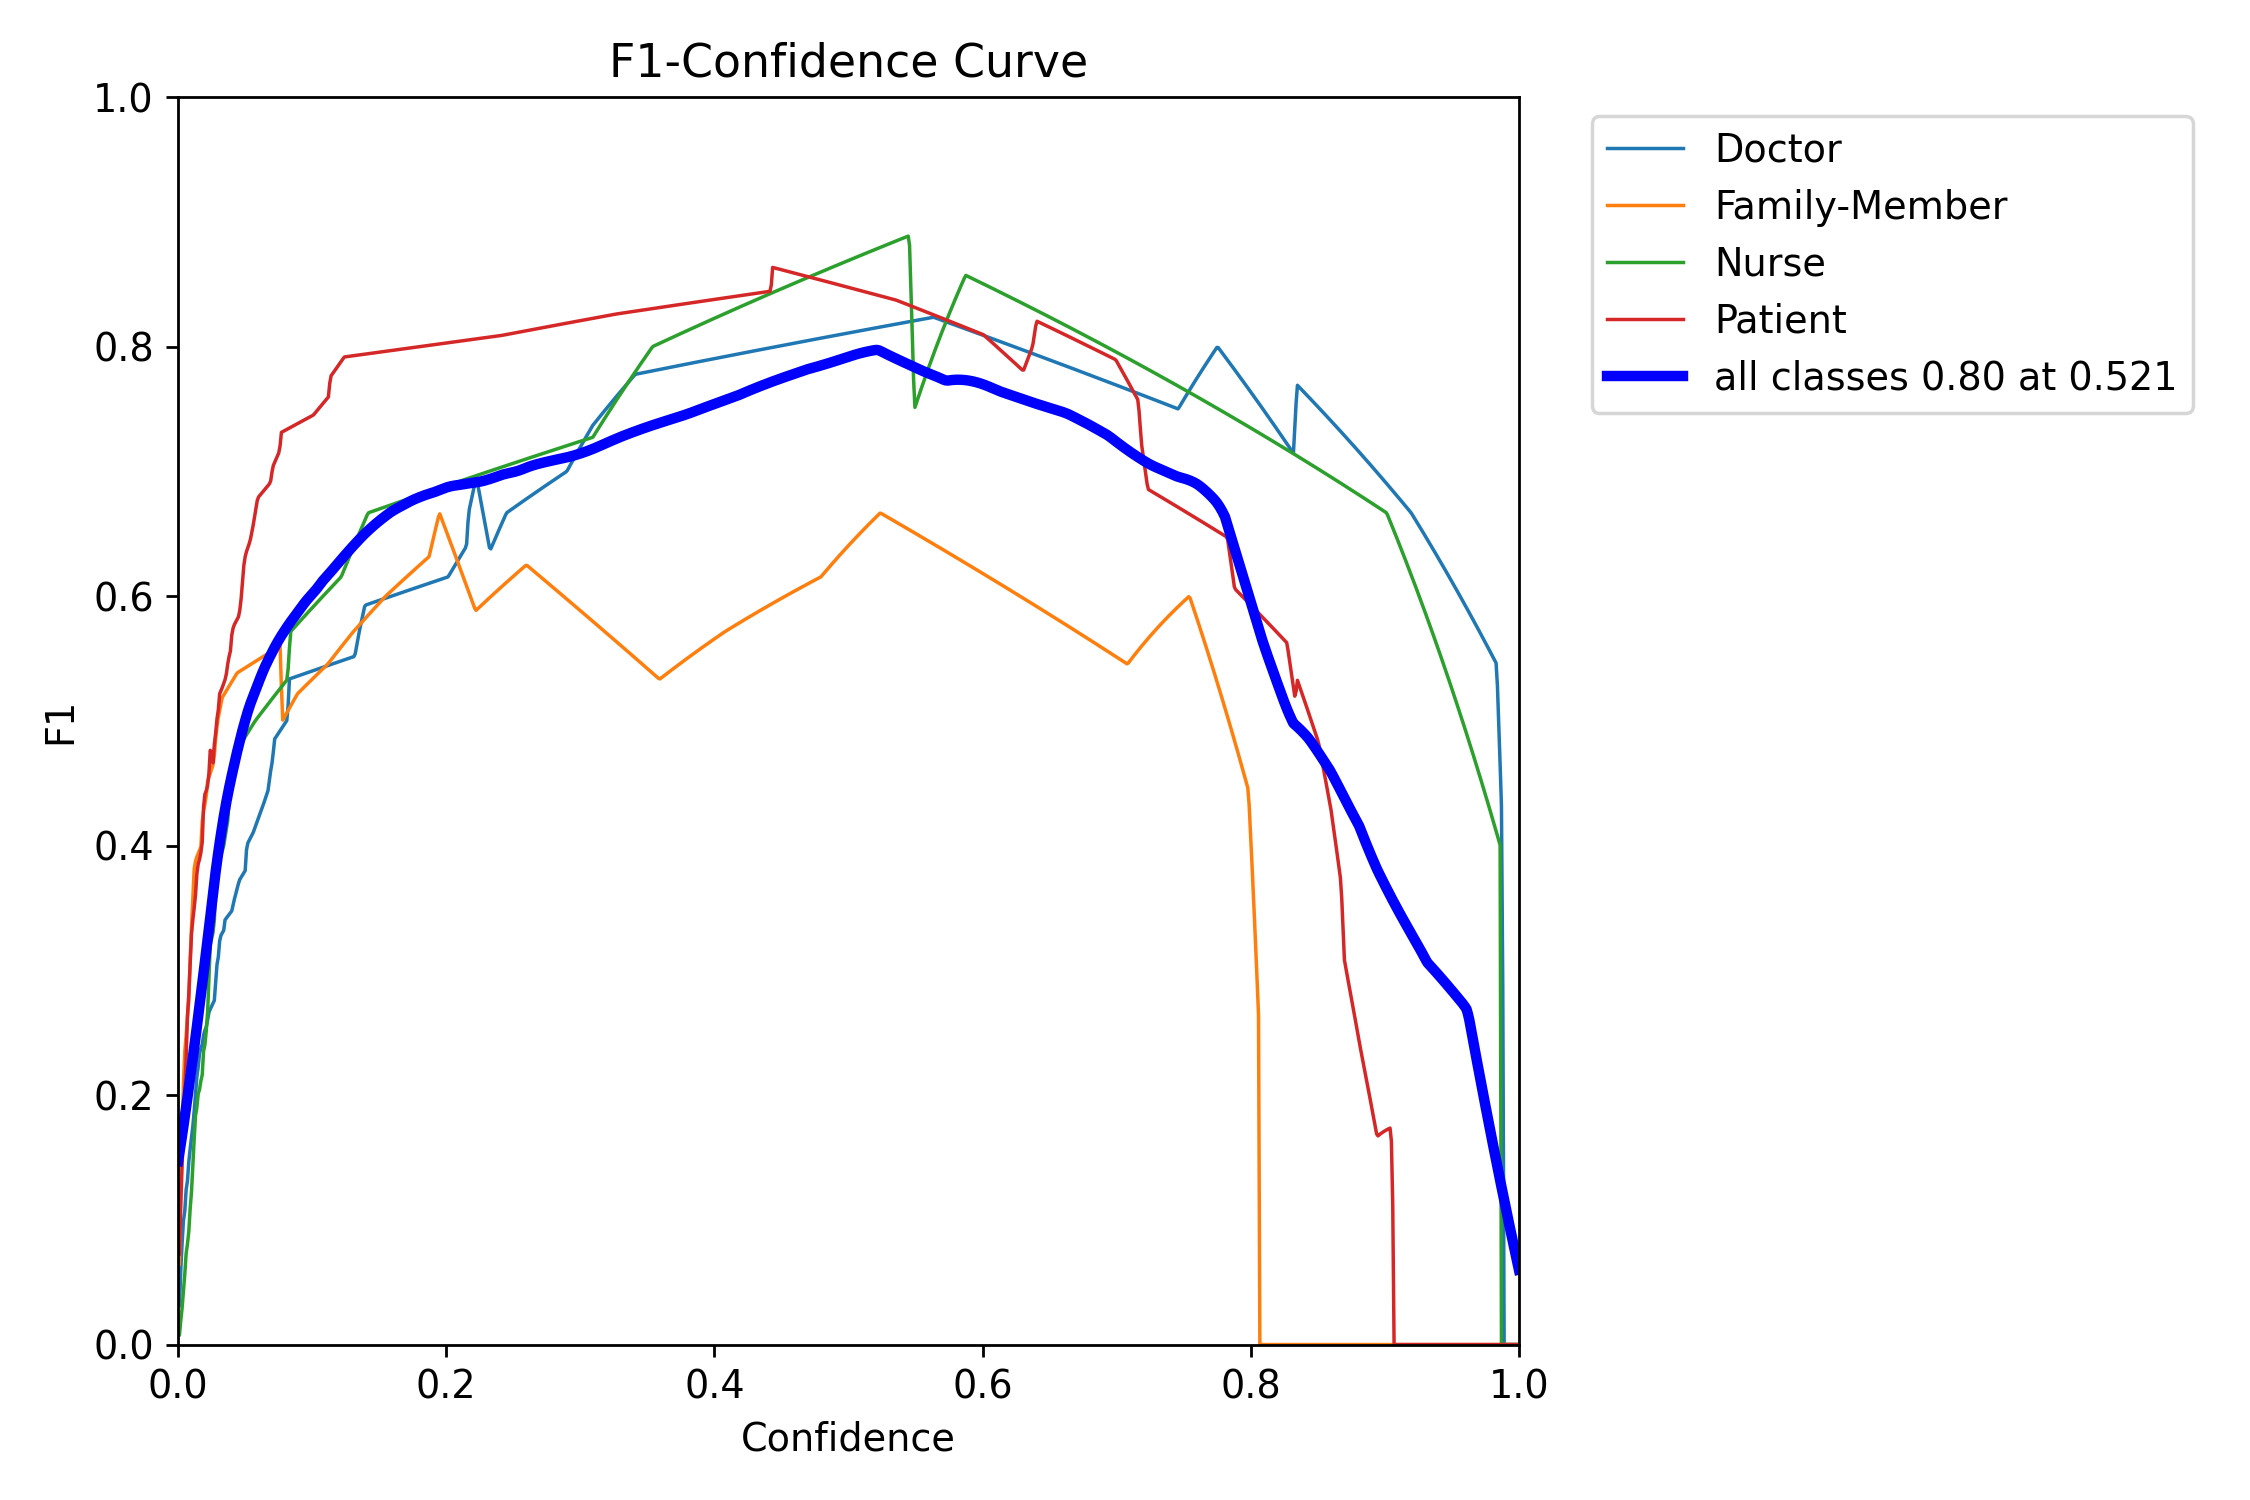 F1-Confidence Curve
1.0
0.8
0.6
0.4
0.2
0.0
F1
0.0 0.2 0.4 0.6 0.8 1.0
Confidence
Doctor
Family-Member
Nurse
Patient
all classes 0.80 at 0.521